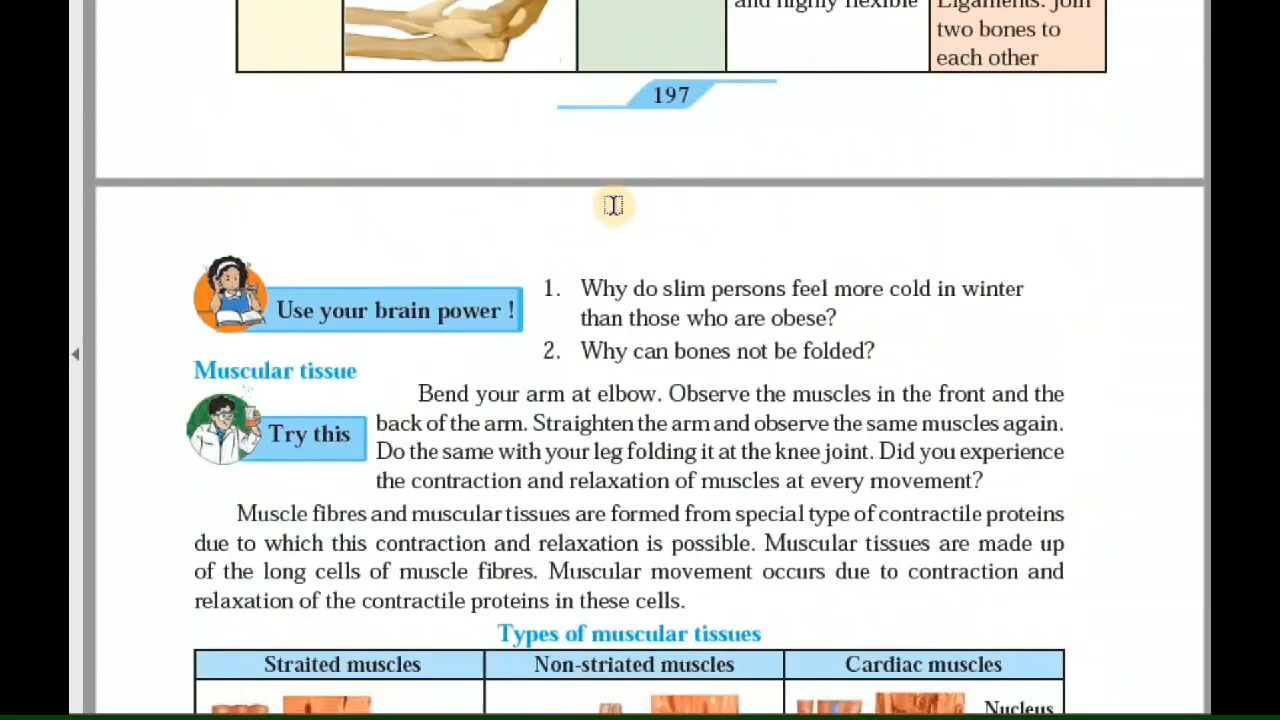 and highly flexible
Ligaments: Join
two bones to
each other
197
Use your brain power !
1. Why do slim persons feel more cold in winter
than those who are obese?
2. Why can bones not be folded?
Muscular tissue
Try this
Bend your arm at elbow. Observe the muscles in the front and the
back of the arm. Straighten the arm and observe the same muscles again.
Do the same with your leg folding it at the knee joint. Did you experience
the contraction and relaxation of muscles at every movement?
Muscle fibres and muscular tissues are formed from special type of contractile proteins
due to which this contraction and relaxation is possible. Muscular tissues are made up
of the long cells of muscle fibres. Muscular movement occurs due to contraction and
relaxation of the contractile proteins in these cells.
Types of muscular tissues
Straited muscles
Non-striated muscles
Cardiac muscles
Nucleus